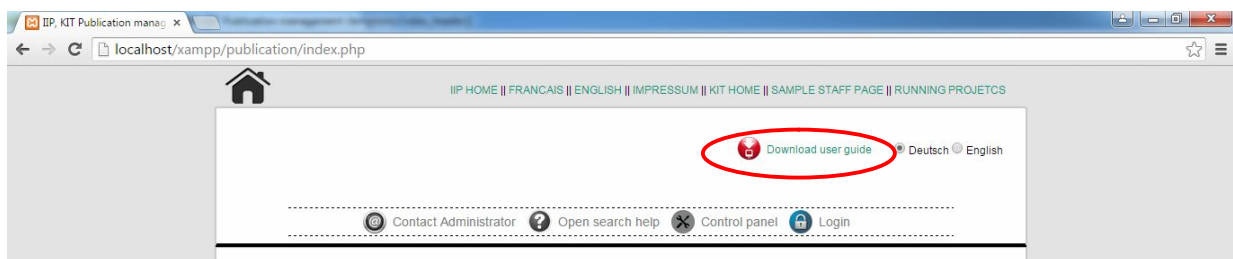 IIP, KIT Publication manag
localhost/xampp/publication/index.php
IIP HOME || FRANCAIS || ENGLISH || IMPRESSUM || KIT HOME || SAMPLE STAFF PAGE || RUNNING PROJETCS
Download user guide Deutsch English
Contact Administrator Open search help Control panel Login